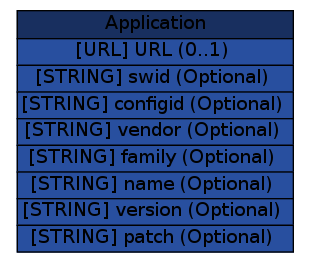 Application
[URL] URL (0..1)
[STRING] swid (Optional)
[STRING] configid (Optional)
[STRING] vendor (Optional)
[STRING] family (Optional)
[STRING] name (Optional)
[STRING] version (Optional)
[STRING] patch (Optional)